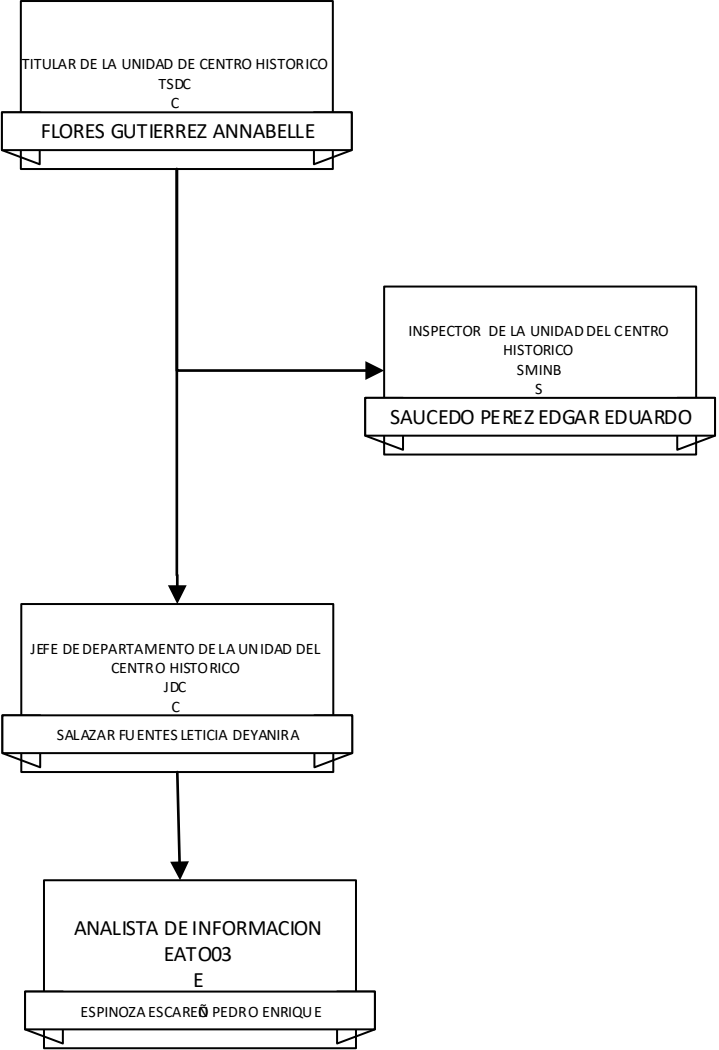 TITULAR DE LA UNIDAD DE CENTRO HISTORICO
TSDC
C
FLORES GUTIERREZ ANNABELLE
INSPECTOR DE LA UNIDAD DEL CENTRO
HISTORICO
SMINB
S
SAUCEDO PEREZ EDGAR EDUARDO
JEFE DE DEPARTAMENTO DE LA UNIDAD DEL
CENTRO HISTORICO
JDC
C
SALAZAR FUENTES LETICIA DEYANIRA
ANALISTA DE INFORMACION
EATO03
E
ESPINOZA ESCAREÑO PEDRO ENRIQUE